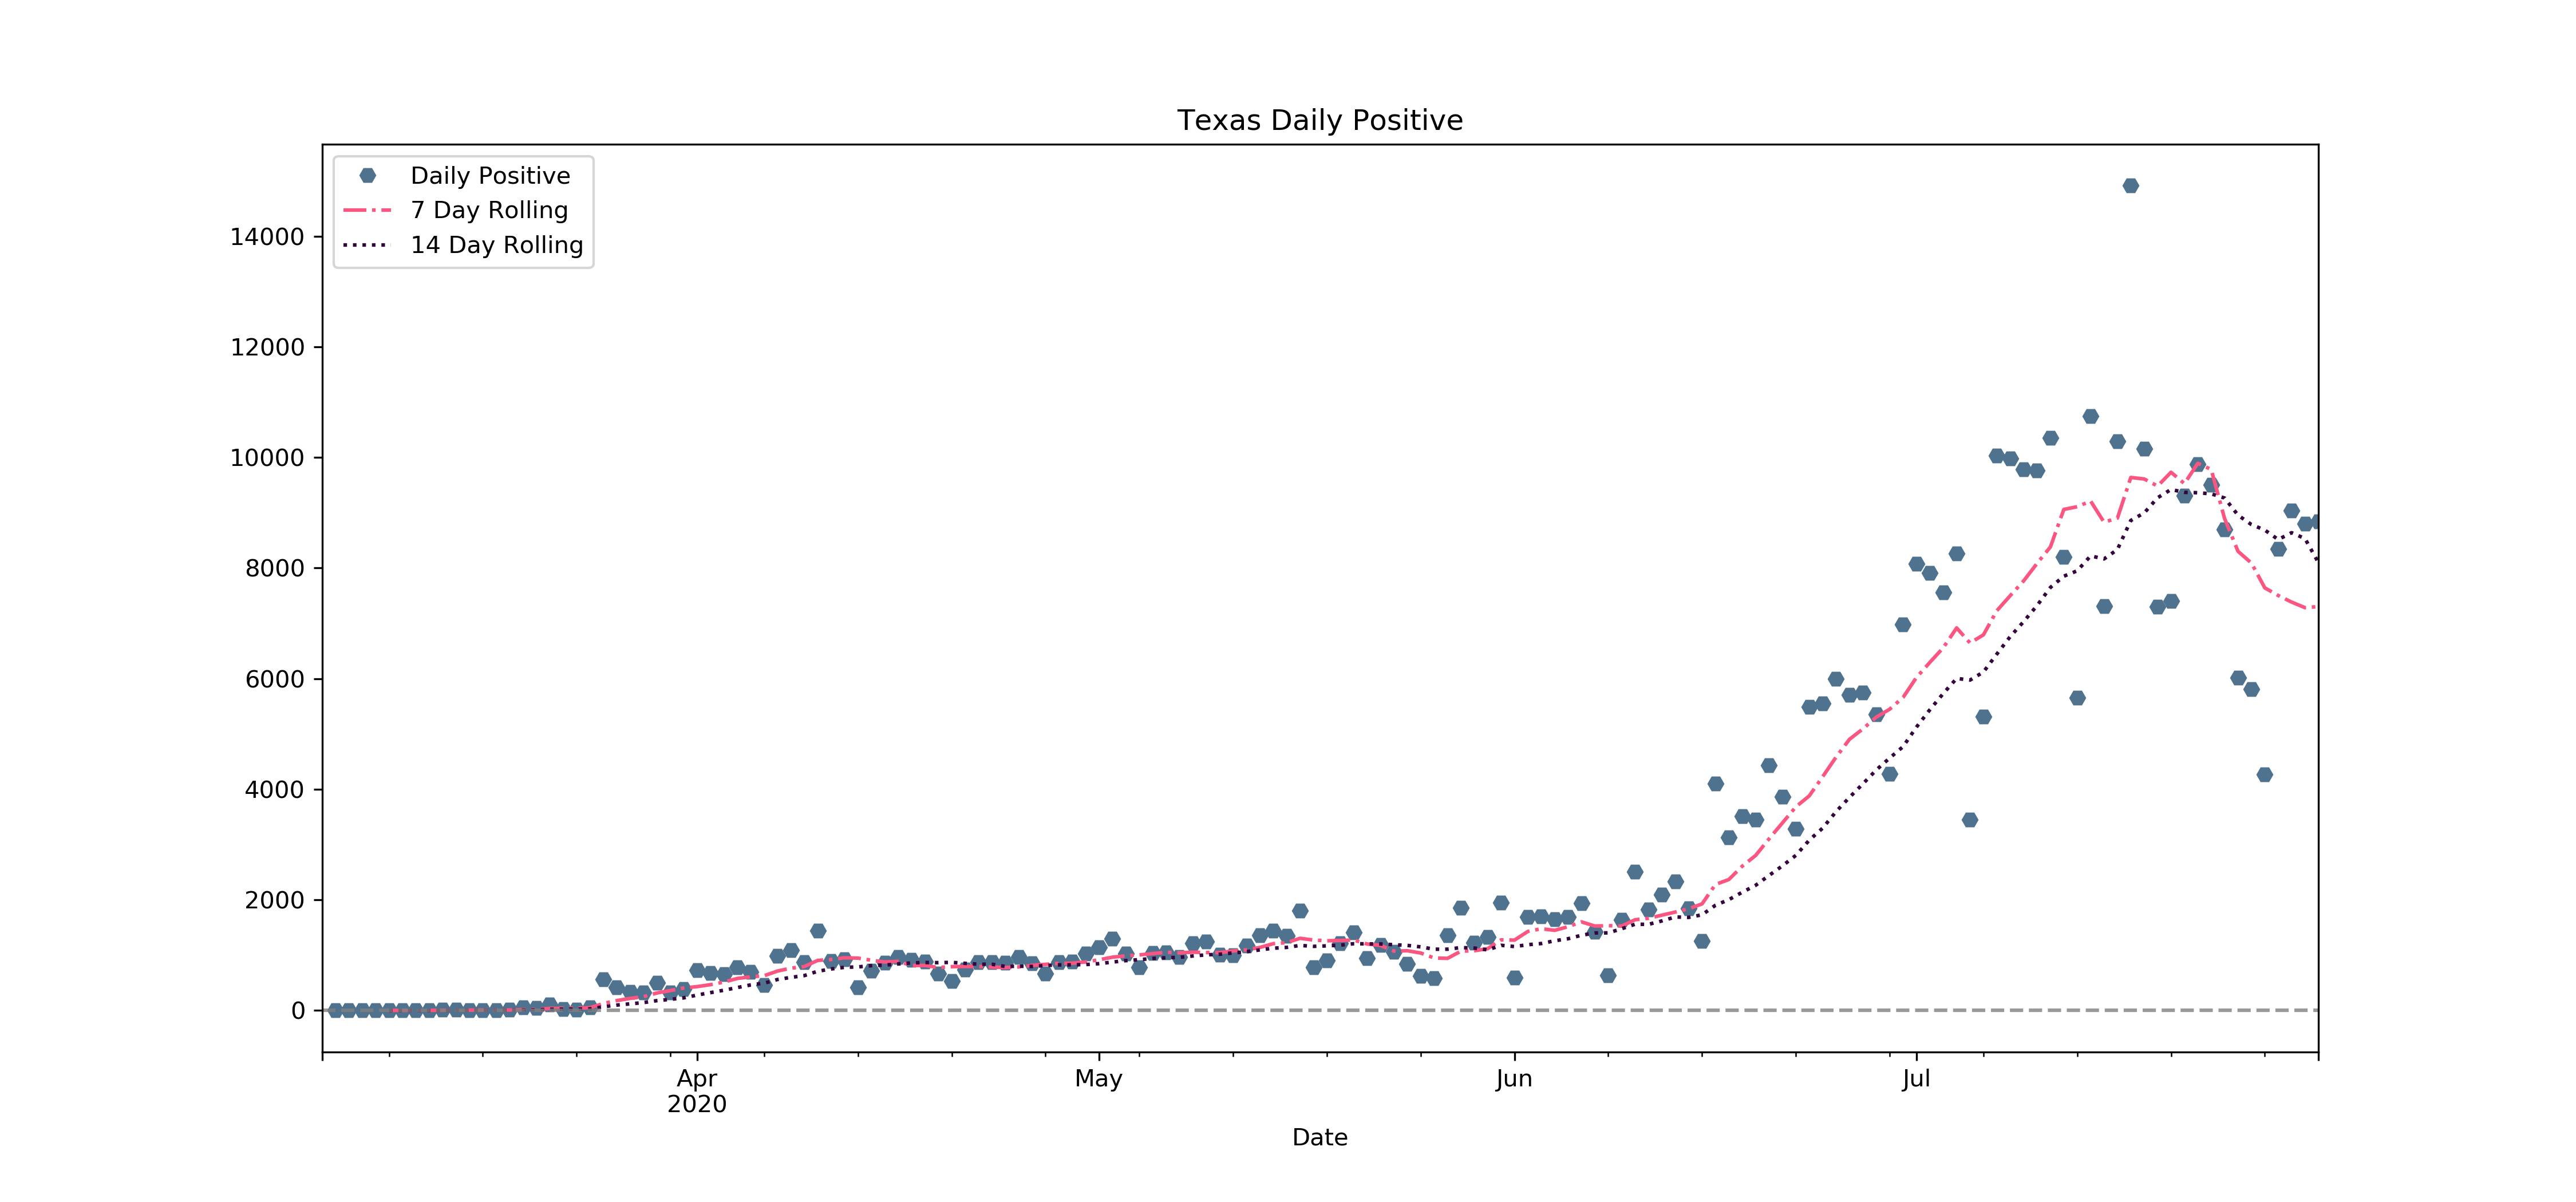 Texas Daily Positive
Daily Positive
7 Day Rolling
14 Day Rolling
14000
12000
10000
8000
6000
4000
2000
0
Apr May Jun Jul
2020
Date